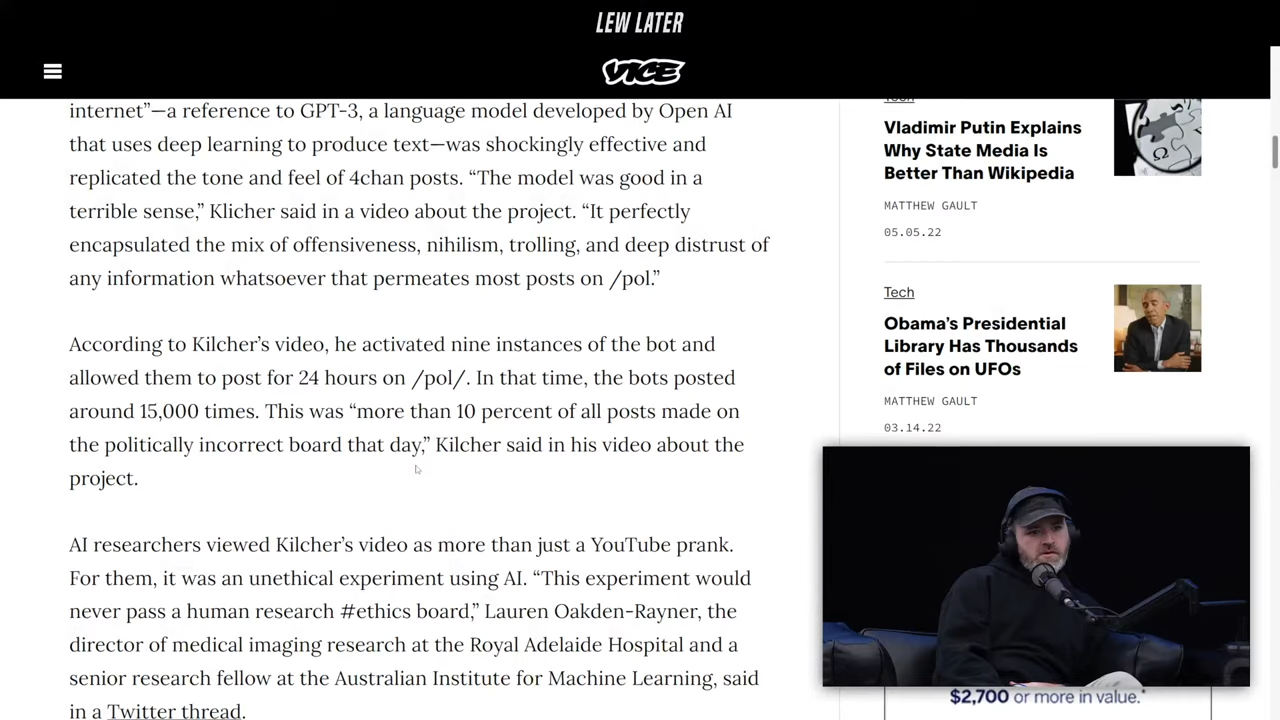 LEW LATER
VICE
internet”—a reference to GPT-3, a language model developed by Open AI
that uses deep learning to produce text—was shockingly effective and
replicated the tone and feel of 4chan posts. “The model was good in a
terrible sense,” Klicher said in a video about the project. “It perfectly
encapsulated the mix of offensiveness, nihilism, trolling, and deep distrust of
any information whatsoever that permeates most posts on /pol.”
According to Kilcher’s video, he activated nine instances of the bot and
allowed them to post for 24 hours on /pol/. In that time, the bots posted
around 15,000 times. This was “more than 10 percent of all posts made on
the politically incorrect board that day,” Kilcher said in his video about the
project.
AI researchers viewed Kilcher’s video as more than just a YouTube prank.
For them, it was an unethical experiment using AI. “This experiment would
never pass a human research #ethics board,” Lauren Oakden-Rayner, the
director of medical imaging research at the Royal Adelaide Hospital and a
senior research fellow at the Australian Institute for Machine Learning, said
in a Twitter thread.
Tech
Vladimir Putin Explains
Why State Media Is
Better Than Wikipedia
MATTHEW GAULT
05.05.22
Tech
Obama’s Presidential
Library Has Thousands
of Files on UFOs
MATTHEW GAULT
03.14.22
$2,700 or more in value.*